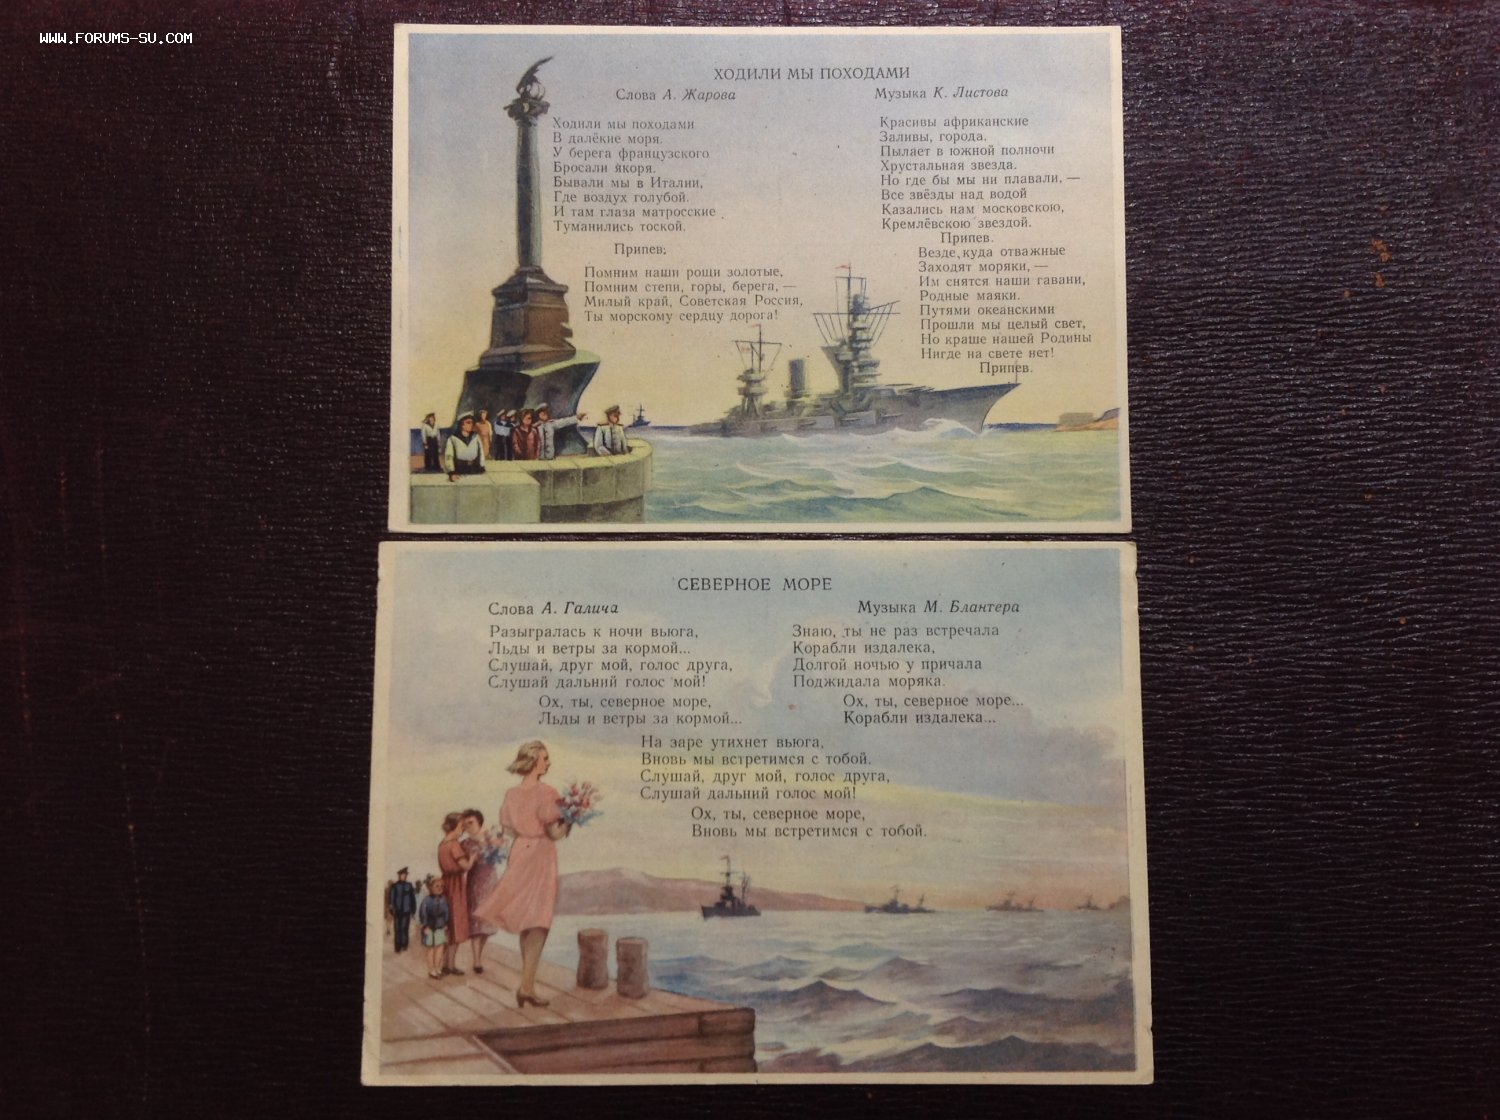 WWW.FORUMS-SU.COM
ХОДИЛИ МЫ ПОХОДАМИ
Слова А. Жарова
Музыка К. Листова
Ходили мы походами
В далёкие моря.
У берега французского
Бросали якоря.
Бывали мы в Италии,
Где воздух голубой.
И там глаза матросские
Туманились тоской.
Припев:
Помним наши рощи золотые,
Помним степи, горы, берега, —
Милый край, Советская Россия,
Ты морскому сердцу дорога!
Красивы африканские
Заливы, города.
Пылает в южной полночи
Хрустальная звезда.
Но где бы мы ни плавали, —
Все звёзды над водой
Казались нам московскою,
Кремлёвскою звездой.
Припев.
Везде, куда отважные
Заходят моряки, —
Им снятся наши гавани,
Родные маяки.
Путями океанскими
Прошли мы целый свет,
Но краше нашей Родины
Нигде на свете нет!
Припев.
СЕВЕРНОЕ МОРЕ
Слова А. Галича
Музыка М. Блантера
Разыгралась к ночи вьюга,
Льды и ветры за кормой...
Слушай, друг мой, голос друга,
Слушай дальний голос мой!
Ох, ты, северное море,
Льды и ветры за кормой...
Знаю, ты не раз встречала
Корабли издалека,
Долгой ночью у причала
Поджидала моряка.
Ох, ты, северное море...
Корабли издалека...
На заре утихнет вьюга,
Вновь мы встретимся с тобой.
Слушай, друг мой, голос друга,
Слушай дальний голос мой!
Ох, ты, северное море,
Вновь мы встретимся с тобой.